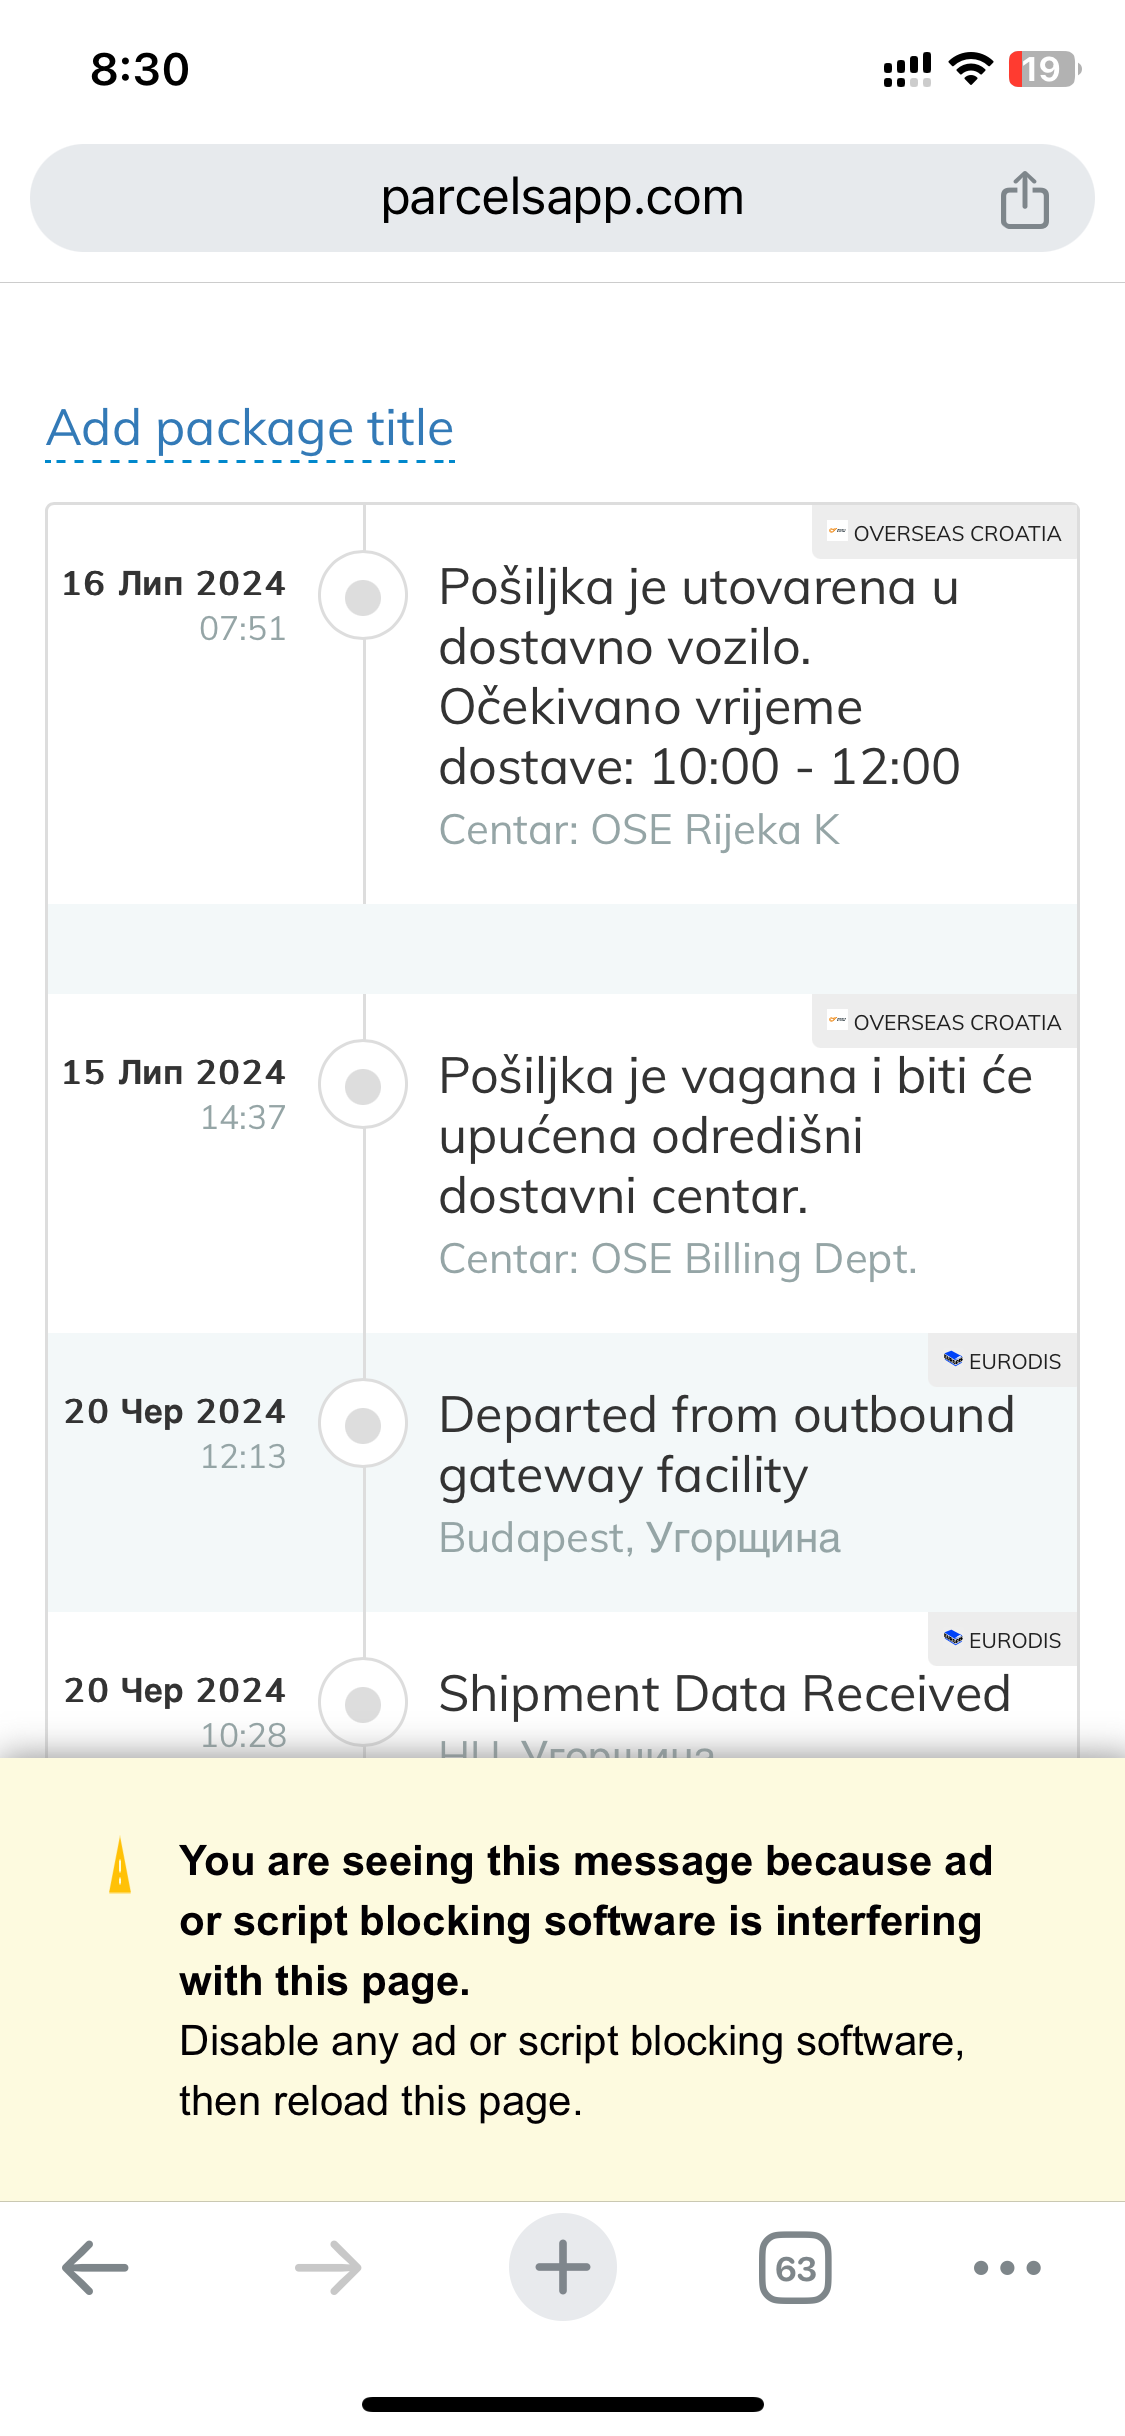 8:30
19
parcelsapp.com
Add package title
OVERSEAS CROATIA
16 Лип 2024
07:51
Pošiljka je utovarena u
dostavno vozilo.
Očekivano vrijeme
dostave: 10:00 - 12:00
Centar: OSE Rijeka K
OVERSEAS CROATIA
15 Лип 2024
14:37
Pošiljka je vagana i biti će
upućena odredišni
dostavni centar.
Centar: OSE Billing Dept.
EURODIS
20 Чер 2024
12:13
Departed from outbound
gateway facility
Budapest, Угорщина
EURODIS
20 Чер 2024
10:28
Shipment Data Received
HU, Угорщина
You are seeing this message because ad
or script blocking software is interfering
with this page.
Disable any ad or script blocking software,
then reload this page.
63